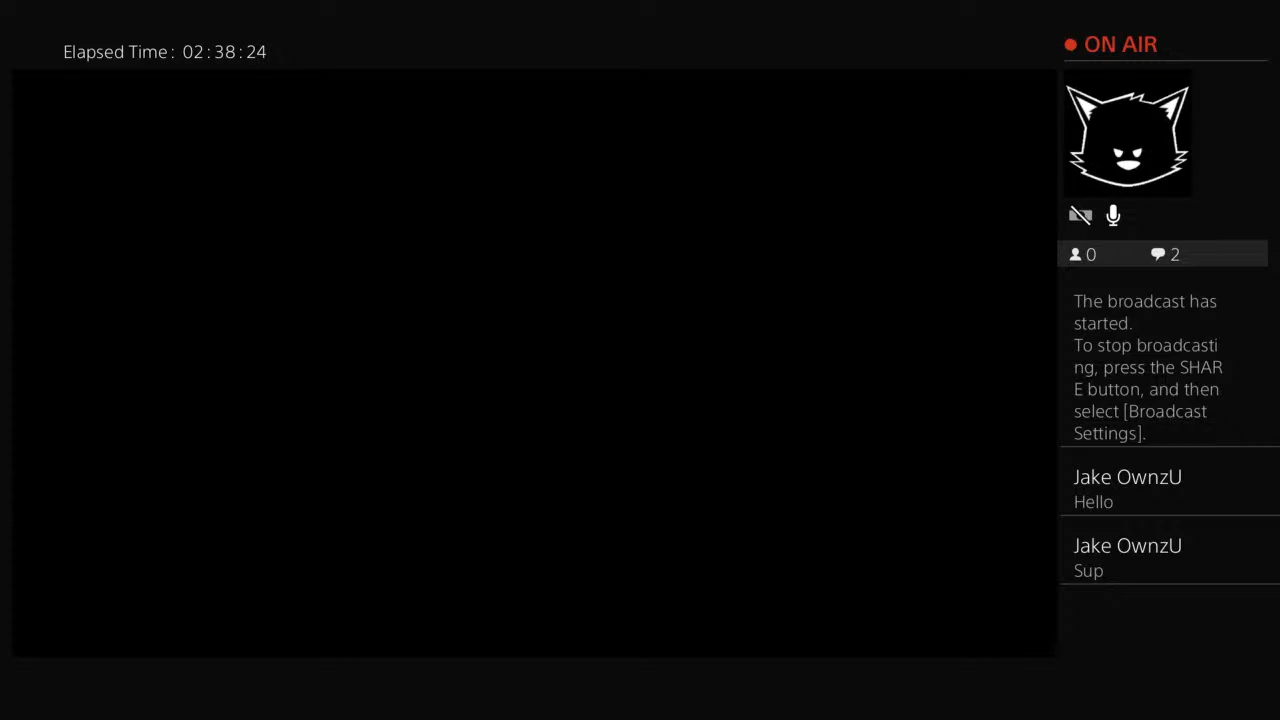 Elapsed Time: 02:38:24
ON AIR
0 2
The broadcast has
started.
To stop broadcasti
ng, press the SHAR
E button, and then
select [Broadcast
Settings].
Jake OwnzU
Hello
Jake OwnzU
Sup